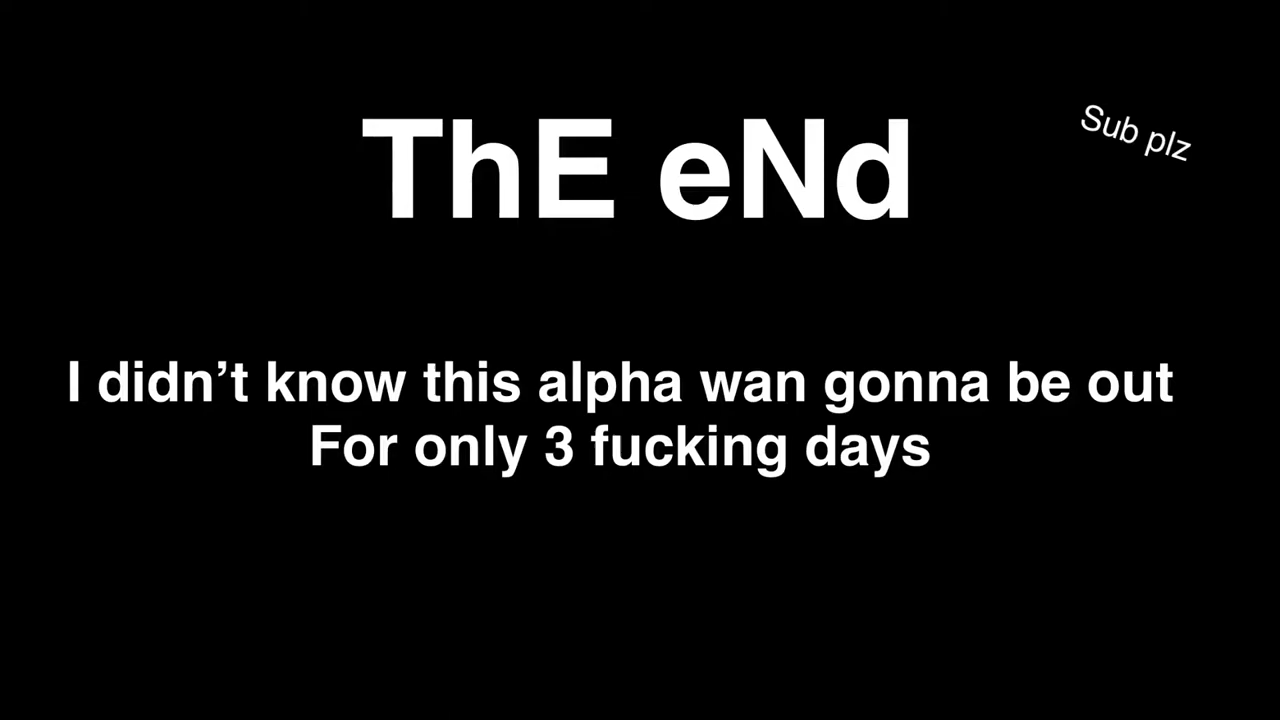 ThE eNd
Sub plz
I didn’t know this alpha wan gonna be out
For only 3 fucking days